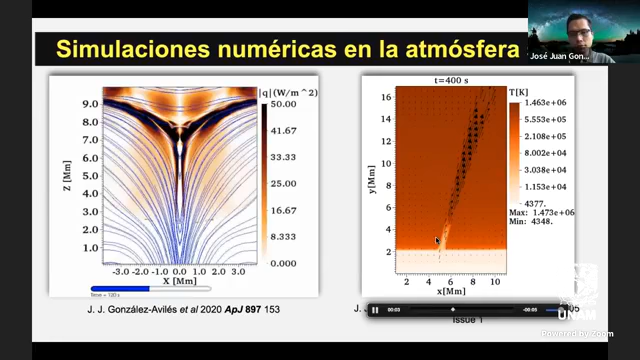 Simulaciones numéricas en la atmósfera
José Juan Gon...
|q|(W/m^2)
50.00
41.67
33.33
25.00
16.67
8.333
0.000
9.0
8.0
7.0
6.0
5.0
4.0
3.0
2.0
1.0
Z [Mm]
-3.0 -2.0 -1.0 0.0 1.0 2.0 3.0
X [Mm]
Time = 120 s
J. J. González-Avilés et al 2020 ApJ 897 153
t=400 s
T[K]
1.463e+06
5.553e+05
2.108e+05
8.002e+04
3.038e+04
1.153e+04
4377.
Max: 1.473e+06
Min: 4348.
16
14
12
10
8
6
4
2
y[Mm]
2 4 6 8 10
x[Mm]
J.
00:03
-00:05
Issue 1
UNAM
Powered by Zoom